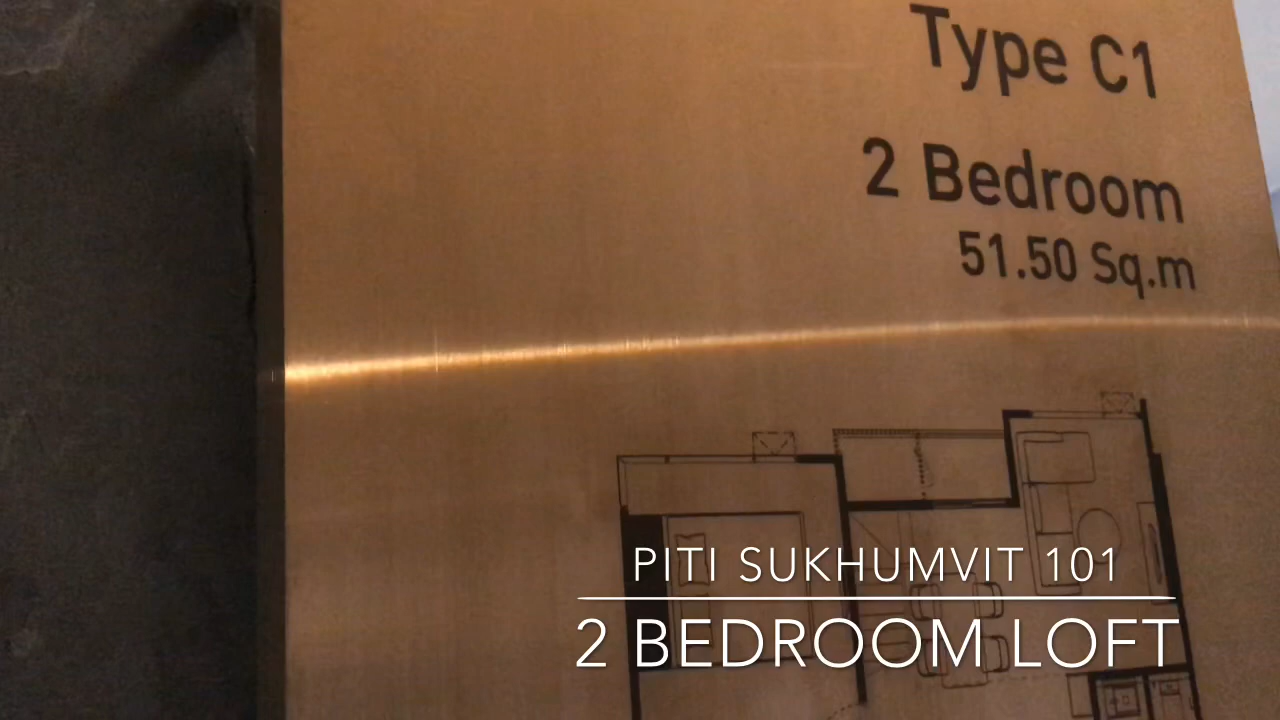 Type C1
2 Bedroom
51.50 Sq.m
PITI SUKHUMVIT 101
2 BEDROOM LOFT